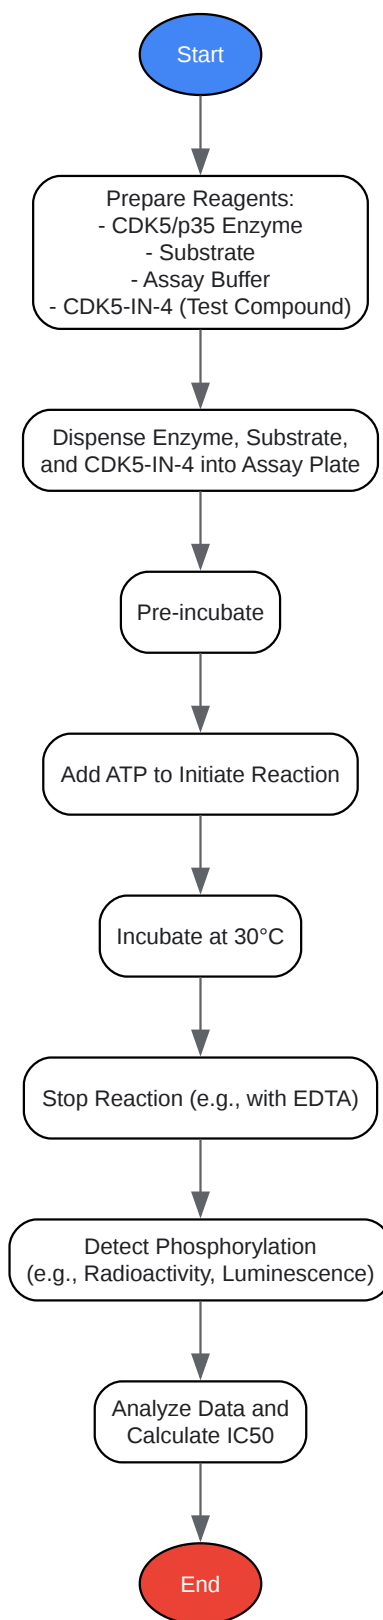 Start
Prepare Reagents:
- CDK5/p35 Enzyme
- Substrate
- Assay Buffer
- CDK5-IN-4 (Test Compound)
Dispense Enzyme, Substrate,
and CDK5-IN-4 into Assay Plate
Pre-incubate
Add ATP to Initiate Reaction
Incubate at 30°C
Stop Reaction (e.g., with EDTA)
Detect Phosphorylation
(e.g., Radioactivity, Luminescence)
Analyze Data and
Calculate IC50
End